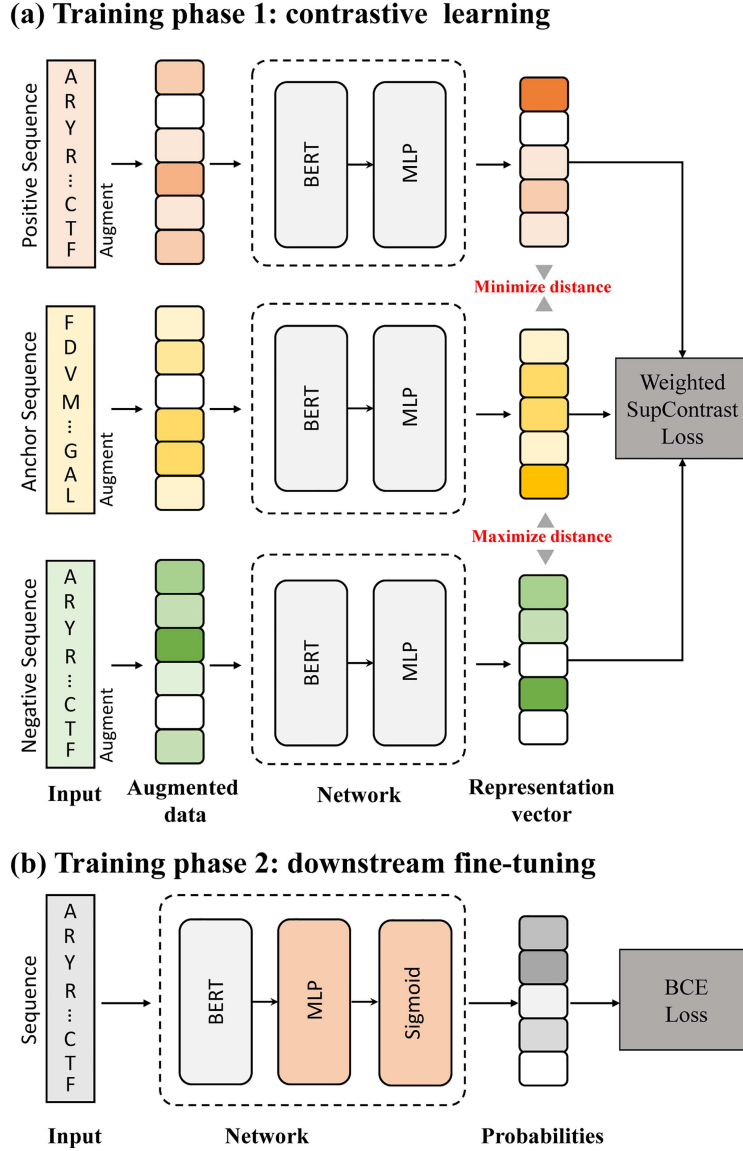 (a) Training phase 1: contrastive learning
Positive Sequence
A
R
Y
R
⋮
C
T
F
Augment
BERT
MLP
Minimize distance
Anchor Sequence
F
D
V
M
⋮
G
A
L
Augment
BERT
MLP
Weighted
SupContrast
Loss
Maximize distance
Negative Sequence
A
R
Y
R
⋮
C
T
F
Augment
BERT
MLP
Input
Augmented
data
Network
Representation
vector
(b) Training phase 2: downstream fine-tuning
Sequence
A
R
Y
R
⋮
C
T
F
BERT
MLP
Sigmoid
BCE
Loss
Input
Network
Probabilities